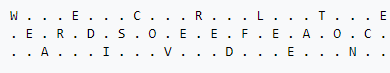 W . . . E . . . C . . . R . . . L . . . T . . . E
. E . R . D . S . O . E . E . F . E . A . O . C .
. . A . . . I . . . V . . . D . . . E . . . N . .